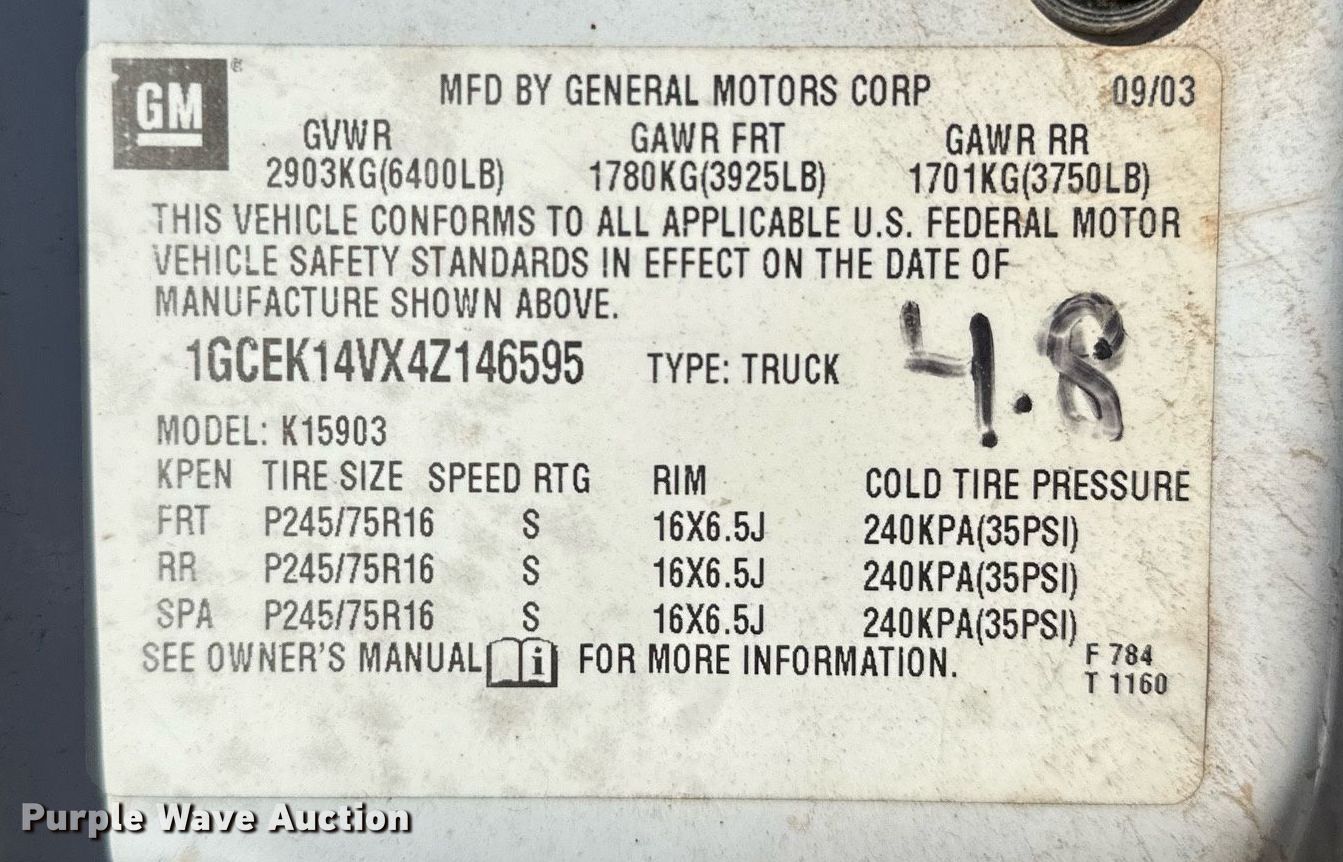 GM ®
MFD BY GENERAL MOTORS CORP 09/03
GVWR GAWR FRT GAWR RR
2903KG(6400LB) 1780KG(3925LB) 1701KG(3750LB)
THIS VEHICLE CONFORMS TO ALL APPLICABLE U.S. FEDERAL MOTOR
VEHICLE SAFETY STANDARDS IN EFFECT ON THE DATE OF
MANUFACTURE SHOWN ABOVE.
1GCEK14VX4Z146595 TYPE: TRUCK
4.8
MODEL: K15903
KPEN TIRE SIZE SPEED RTG RIM COLD TIRE PRESSURE
FRT P245/75R16 S 16X6.5J 240KPA(35PSI)
RR P245/75R16 S 16X6.5J 240KPA(35PSI)
SPA P245/75R16 S 16X6.5J 240KPA(35PSI)
SEE OWNER'S MANUAL i FOR MORE INFORMATION.
F 784
T 1160
Purple Wave Auction